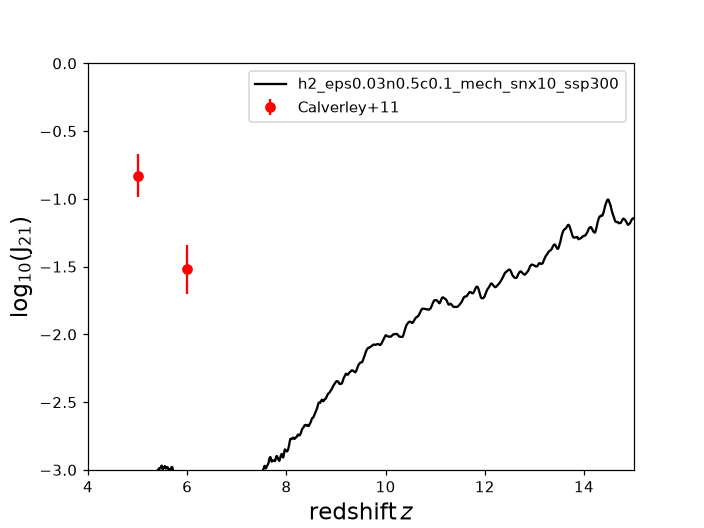 h2_eps0.03n0.5c0.1_mech_snx10_ssp300
Calverley+11
0.0
−0.5
−1.0
−1.5
−2.0
−2.5
−3.0
log₁₀(J₂₁)
4 6 8 10 12 14
redshift z